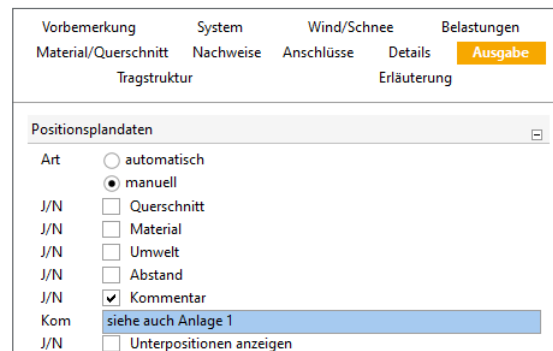 Vorbemerkung System Wind/Schnee Belastungen
Material/Querschnitt Nachweise Anschlüsse Details Ausgabe
Tragstruktur Erläuterung
Positionsplandaten
Art automatisch
manuell
J/N Querschnitt
J/N Material
J/N Umwelt
J/N Abstand
J/N Kommentar
Kom siehe auch Anlage 1
J/N Unterpositionen anzeigen